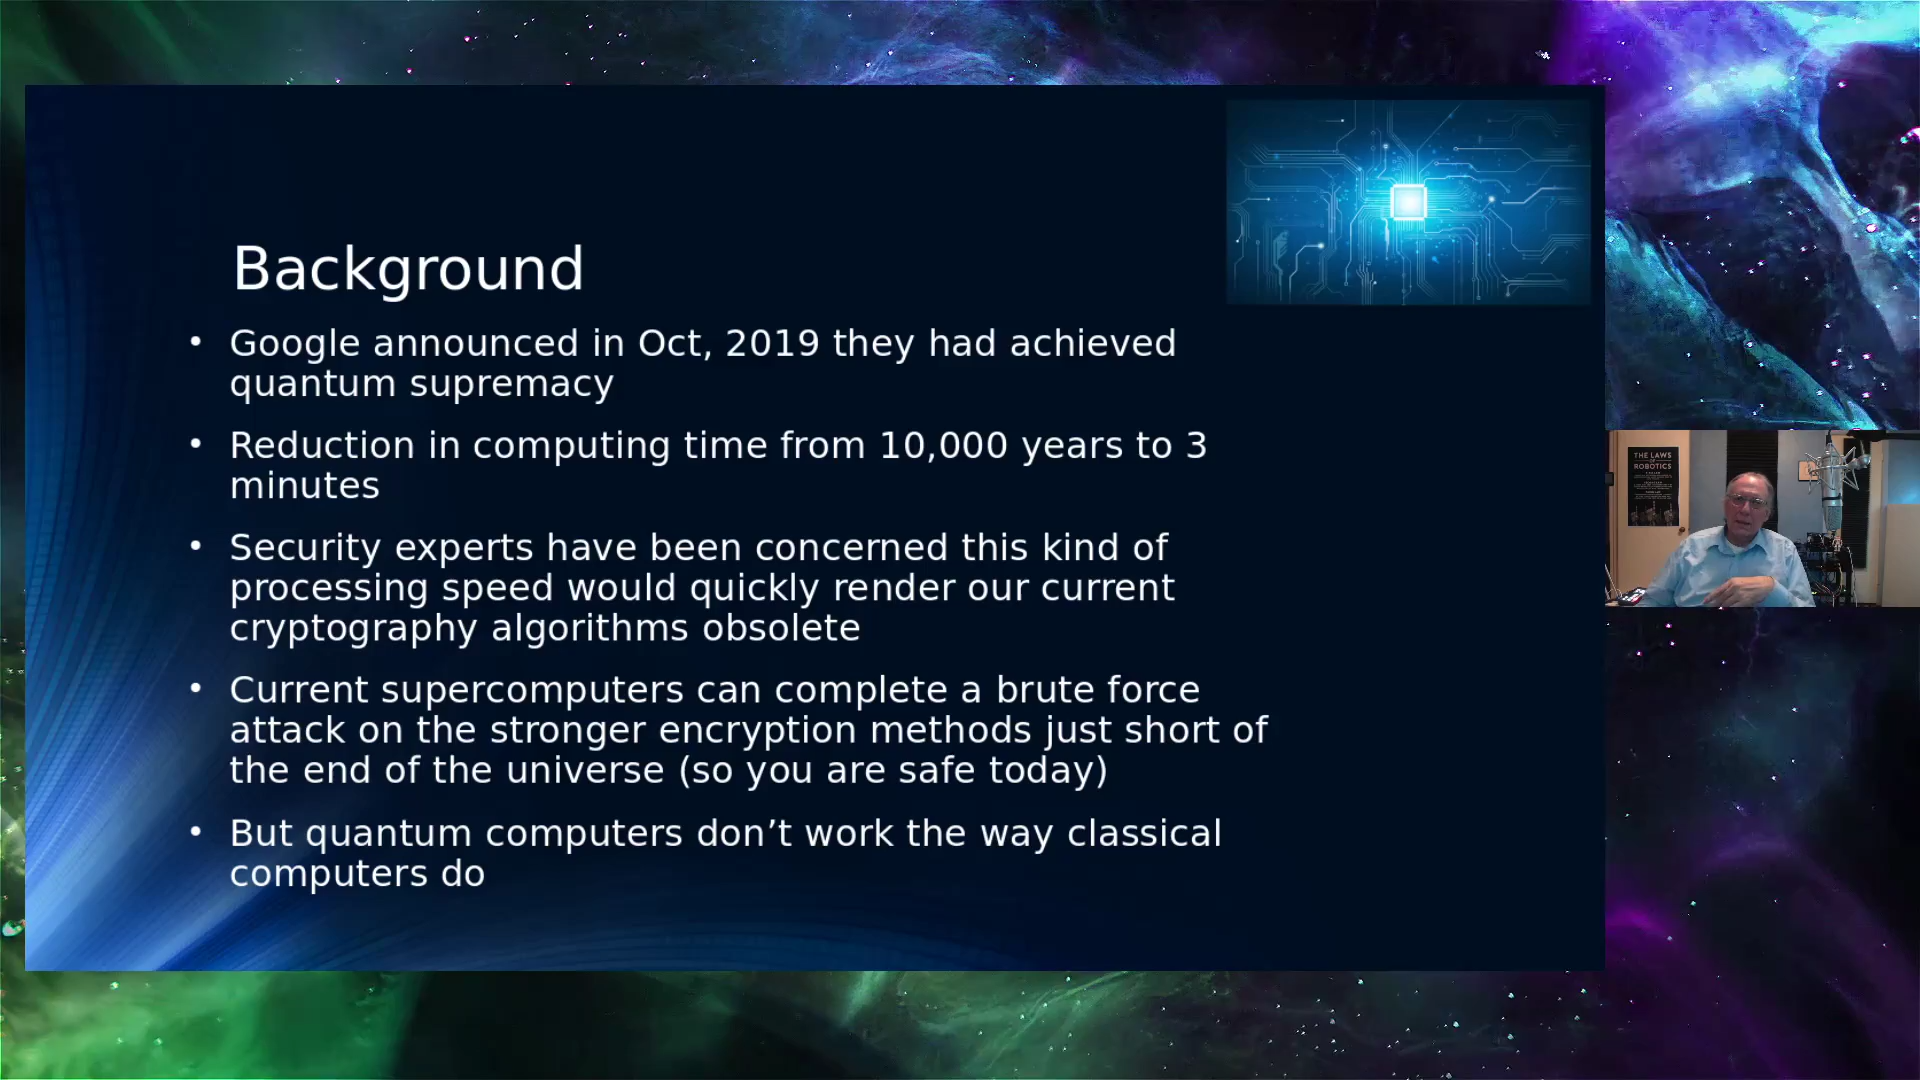 Background
• Google announced in Oct, 2019 they had achieved
quantum supremacy
• Reduction in computing time from 10,000 years to 3
minutes
• Security experts have been concerned this kind of
processing speed would quickly render our current
cryptography algorithms obsolete
• Current supercomputers can complete a brute force
attack on the stronger encryption methods just short of
the end of the universe (so you are safe today)
• But quantum computers don’t work the way classical
computers do
THE LAWS
OF
ROBOTICS